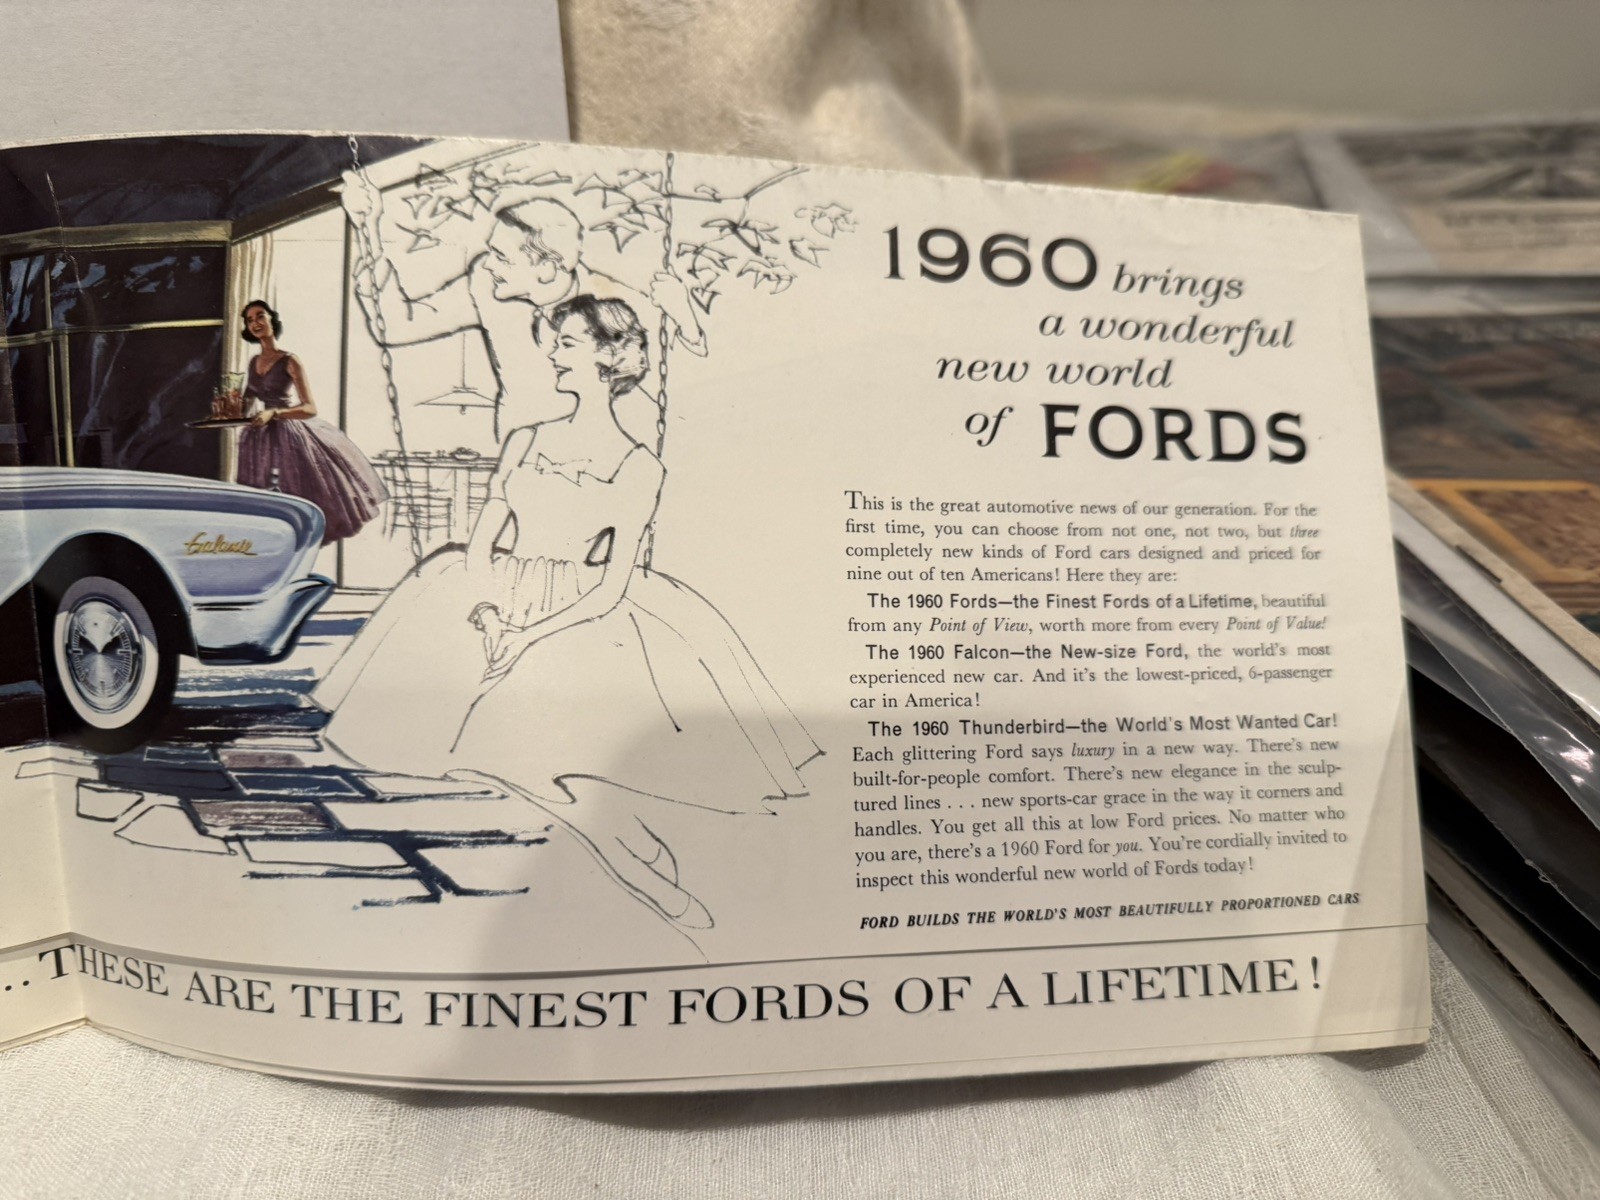 1960 brings
a wonderful
new world
of FORDS
This is the great automotive news of our generation. For the
first time, you can choose from not one, not two, but three
completely new kinds of Ford cars designed and priced for
nine out of ten Americans! Here they are:
The 1960 Fords—the Finest Fords of a Lifetime, beautiful
from any Point of View, worth more from every Point of Value!
The 1960 Falcon—the New-size Ford, the world's most
experienced new car. And it's the lowest-priced, 6-passenger
car in America!
The 1960 Thunderbird—the World's Most Wanted Car!
Each glittering Ford says luxury in a new way. There's new
built-for-people comfort. There's new elegance in the sculp-
tured lines . . . new sports-car grace in the way it corners and
handles. You get all this at low Ford prices. No matter who
you are, there's a 1960 Ford for you. You're cordially invited to
inspect this wonderful new world of Fords today!
FORD BUILDS THE WORLD'S MOST BEAUTIFULLY PROPORTIONED CARS
Galaxie
..THESE ARE THE FINEST FORDS OF A LIFETIME!